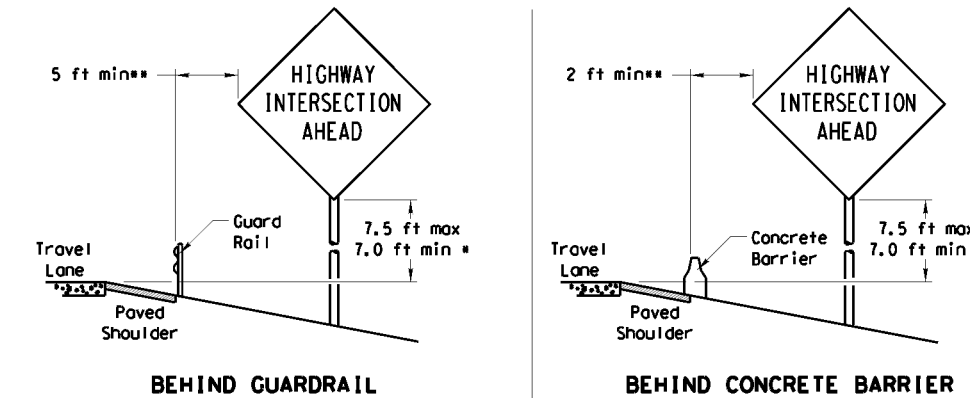 5 ft min**
HIGHWAY
INTERSECTION
AHEAD
Guard
Rail
7.5 ft max
7.0 ft min *
Travel
Lane
Paved
Shoulder
BEHIND GUARDRAIL
2 ft min**
HIGHWAY
INTERSECTION
AHEAD
Concrete
Barrier
7.5 ft max
7.0 ft min
Travel
Lane
Paved
Shoulder
BEHIND CONCRETE BARRIER